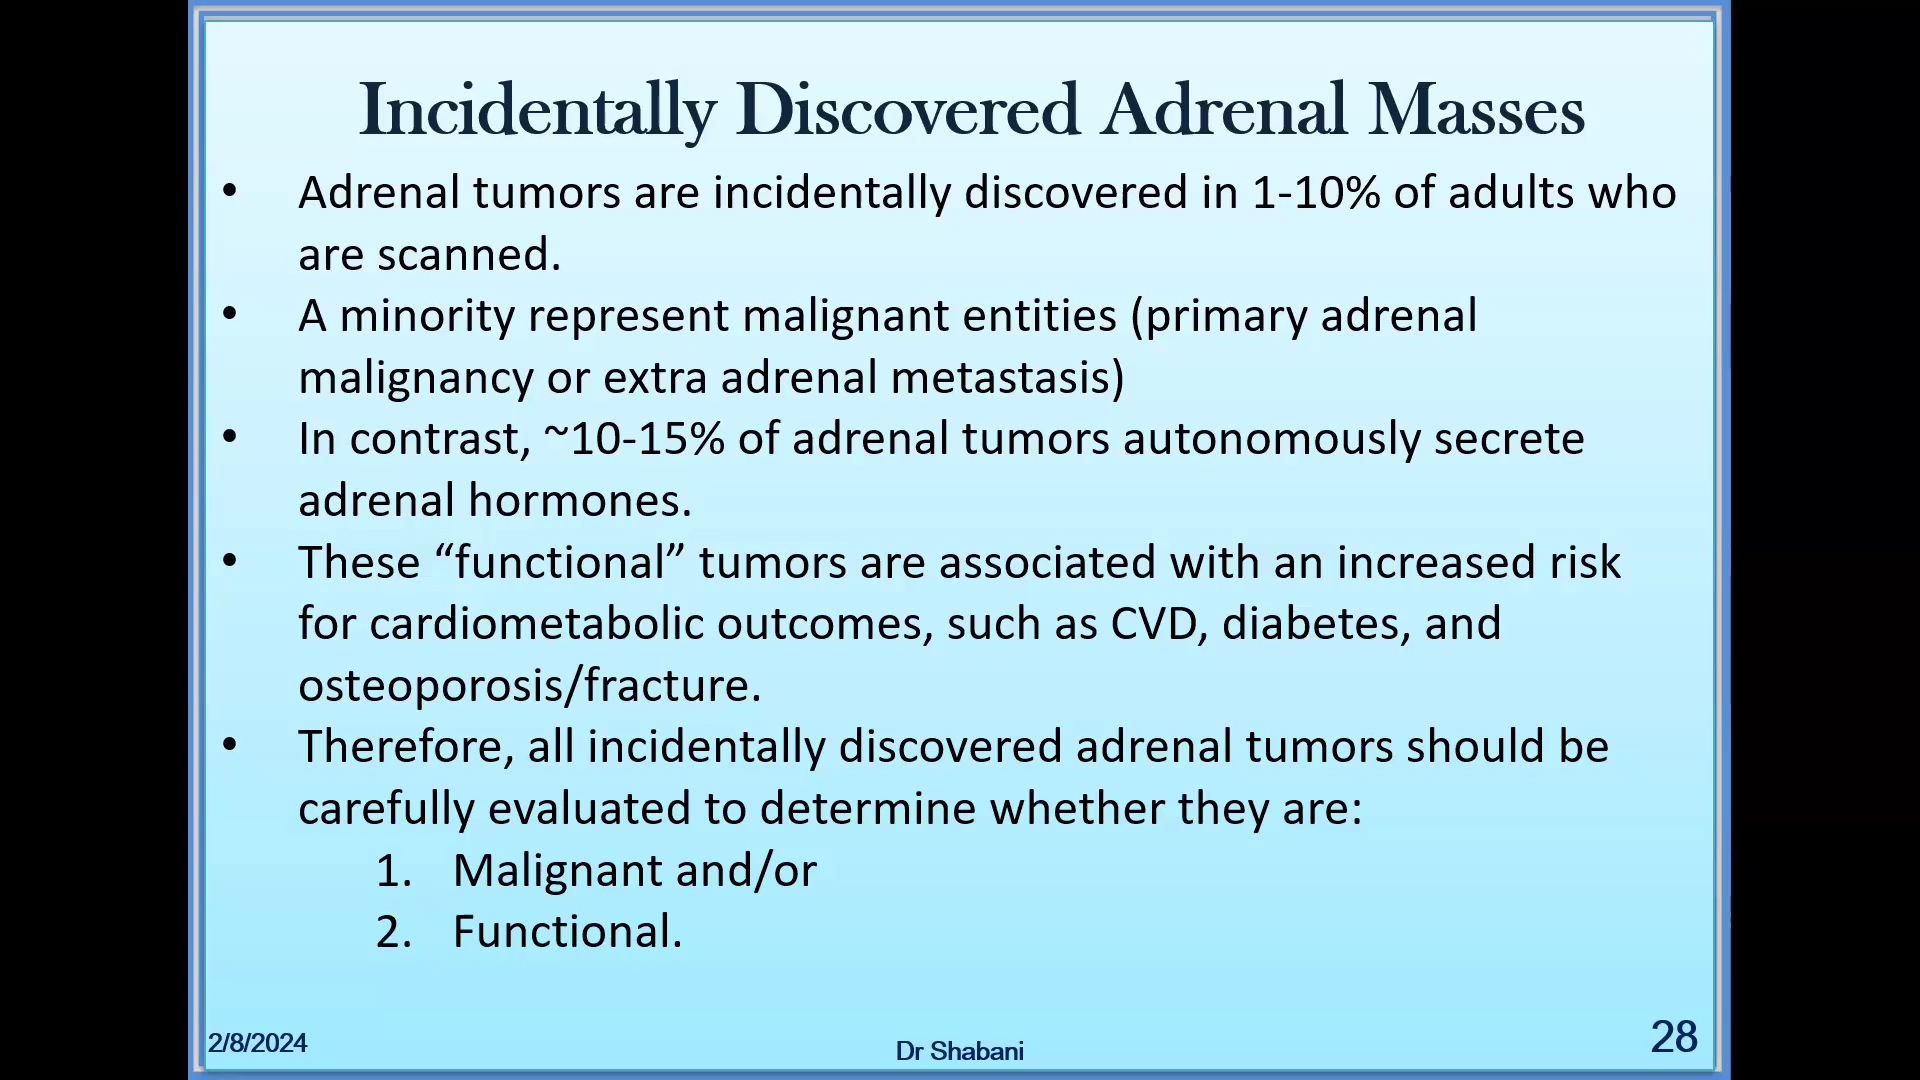 Incidentally Discovered Adrenal Masses
• Adrenal tumors are incidentally discovered in 1-10% of adults who
are scanned.
• A minority represent malignant entities (primary adrenal
malignancy or extra adrenal metastasis)
• In contrast, ~10-15% of adrenal tumors autonomously secrete
adrenal hormones.
• These “functional” tumors are associated with an increased risk
for cardiometabolic outcomes, such as CVD, diabetes, and
osteoporosis/fracture.
• Therefore, all incidentally discovered adrenal tumors should be
carefully evaluated to determine whether they are:
1. Malignant and/or
2. Functional.
2/8/2024
Dr Shabani
28